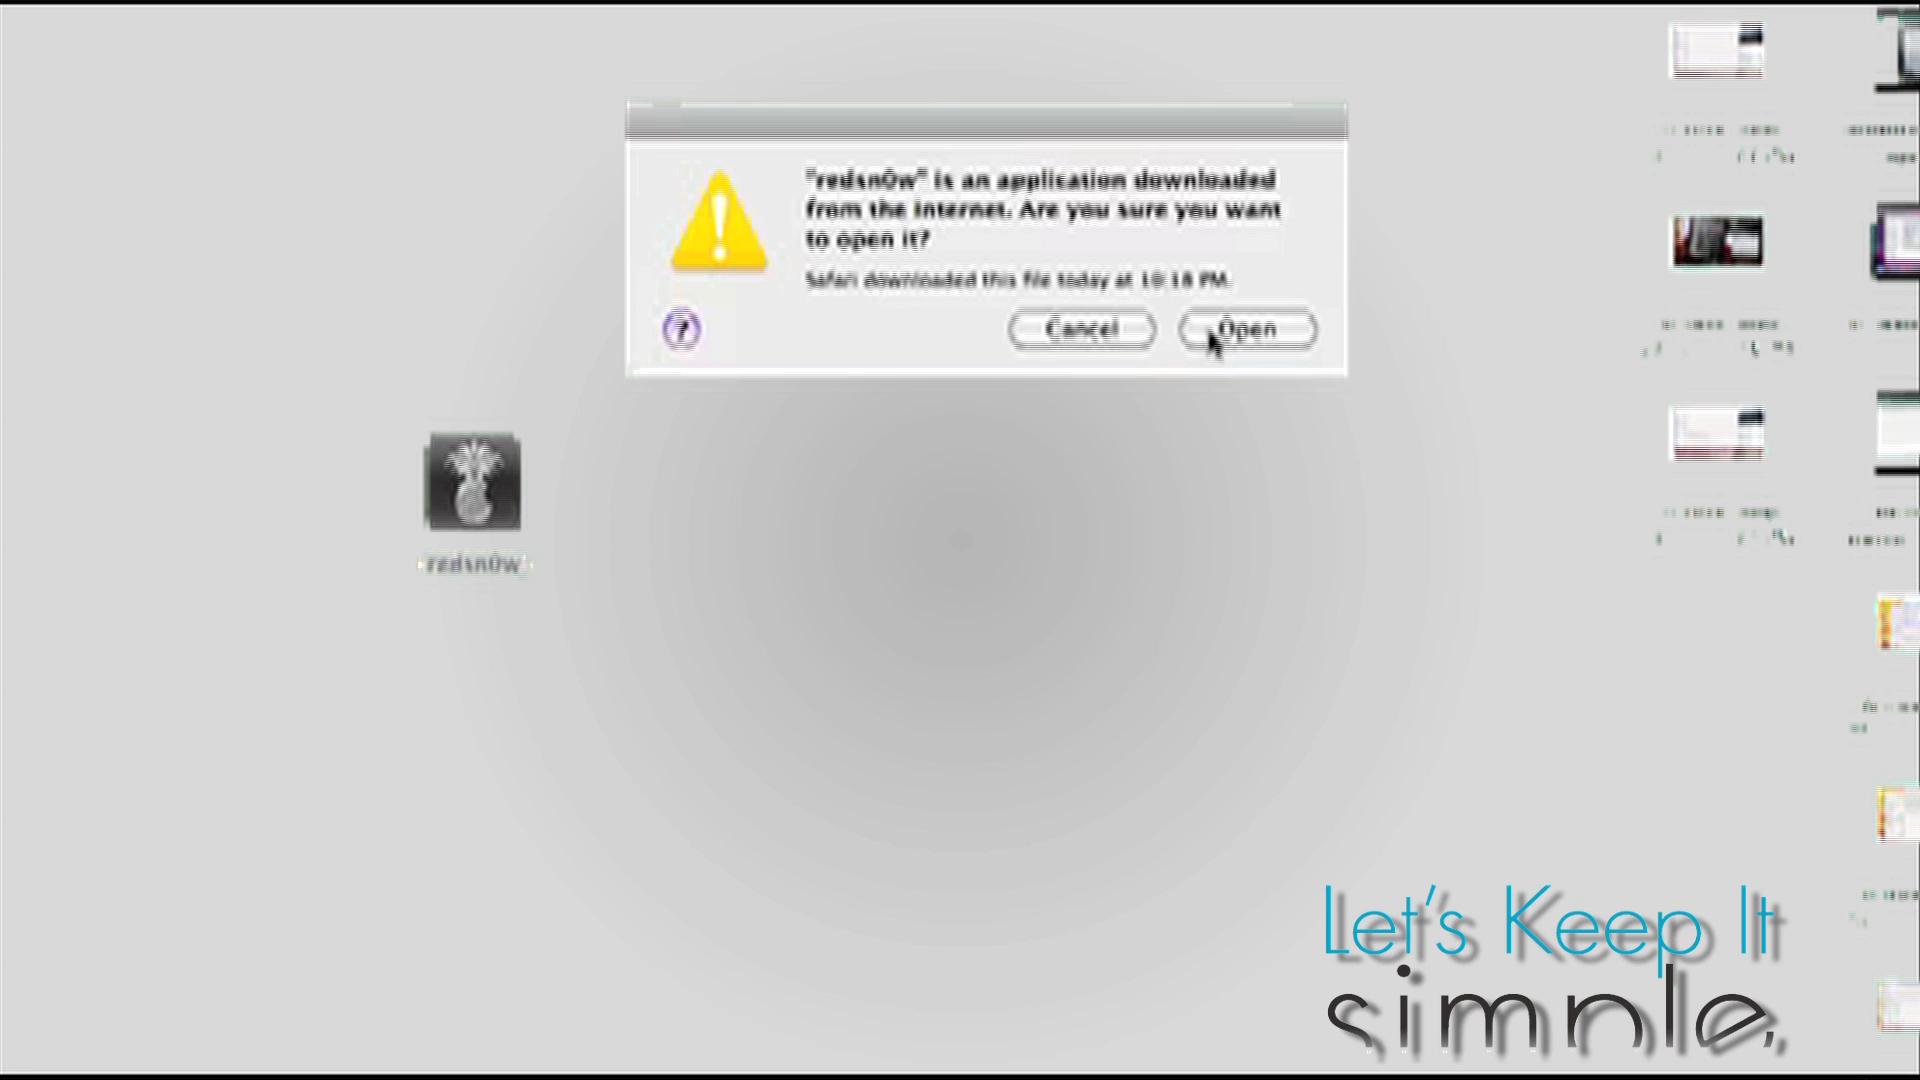 "redsn0w" is an application downloaded
from the Internet. Are you sure you want
to open it?
Safari downloaded this file today at 10:18 PM.
?
Cancel
Open
redsn0w
Let's Keep It
simple,